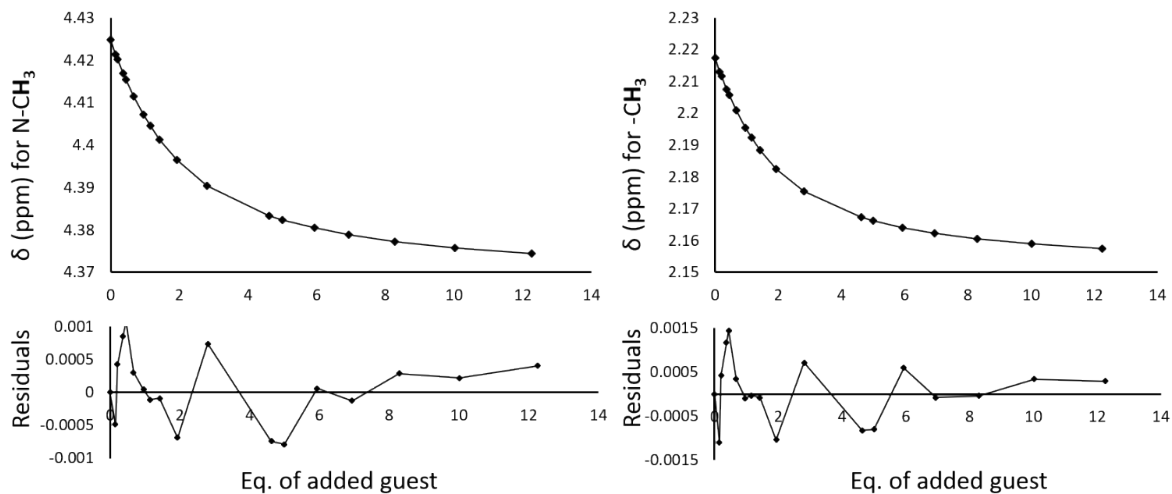 4.43
4.42
4.41
4.4
4.39
4.38
4.37
δ (ppm) for N-CH₃
0 2 4 6 8 10 12 14
2.23
2.22
2.21
2.2
2.19
2.18
2.17
2.16
2.15
δ (ppm) for -CH₃
0 2 4 6 8 10 12 14
0.001
0.0005
0
-0.0005
-0.001
Residuals
0 2 4 6 8 10 12 14
Eq. of added guest
0.0015
0.0005
-0.0005
-0.0015
Residuals
0 2 4 6 8 10 12 14
Eq. of added guest